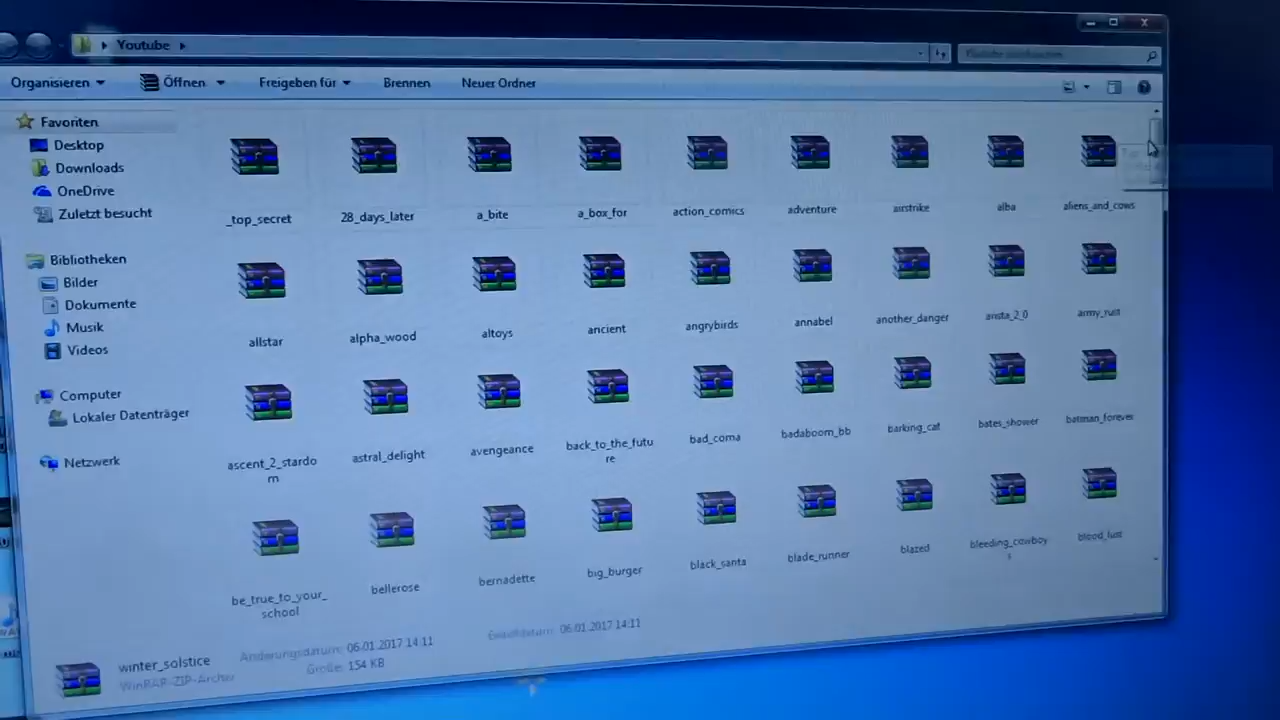 Youtube
Organisieren
Öffnen
Freigeben für
Brennen
Neuer Ordner
Favoriten
Desktop
Downloads
OneDrive
Zuletzt besucht
Bibliotheken
Bilder
Dokumente
Musik
Videos
Computer
Lokaler Datenträger
Netzwerk
_top_secret
28_days_later
a_bite
a_box_for
action_comics
adventure
airstrike
alba
aliens_and_cows
allstar
alpha_wood
altoys
ancient
angrybirds
annabel
another_danger
ansta_2_0
army_rust
ascent_2_stardo
m
astral_delight
avengeance
back_to_the_futu
re
bad_coma
badaboom_bb
barking_cat
bates_shower
batman_forever
be_true_to_your_
school
bellerose
bernadette
big_burger
black_santa
blade_runner
blazed
bleeding_cowboy
s
blood_lust
winter_solstice
WinRAR-ZIP-Archiv
Änderungsdatum: 06.01.2017 14:11
Größe: 154 KB
Erstelldatum: 06.01.2017 14:11